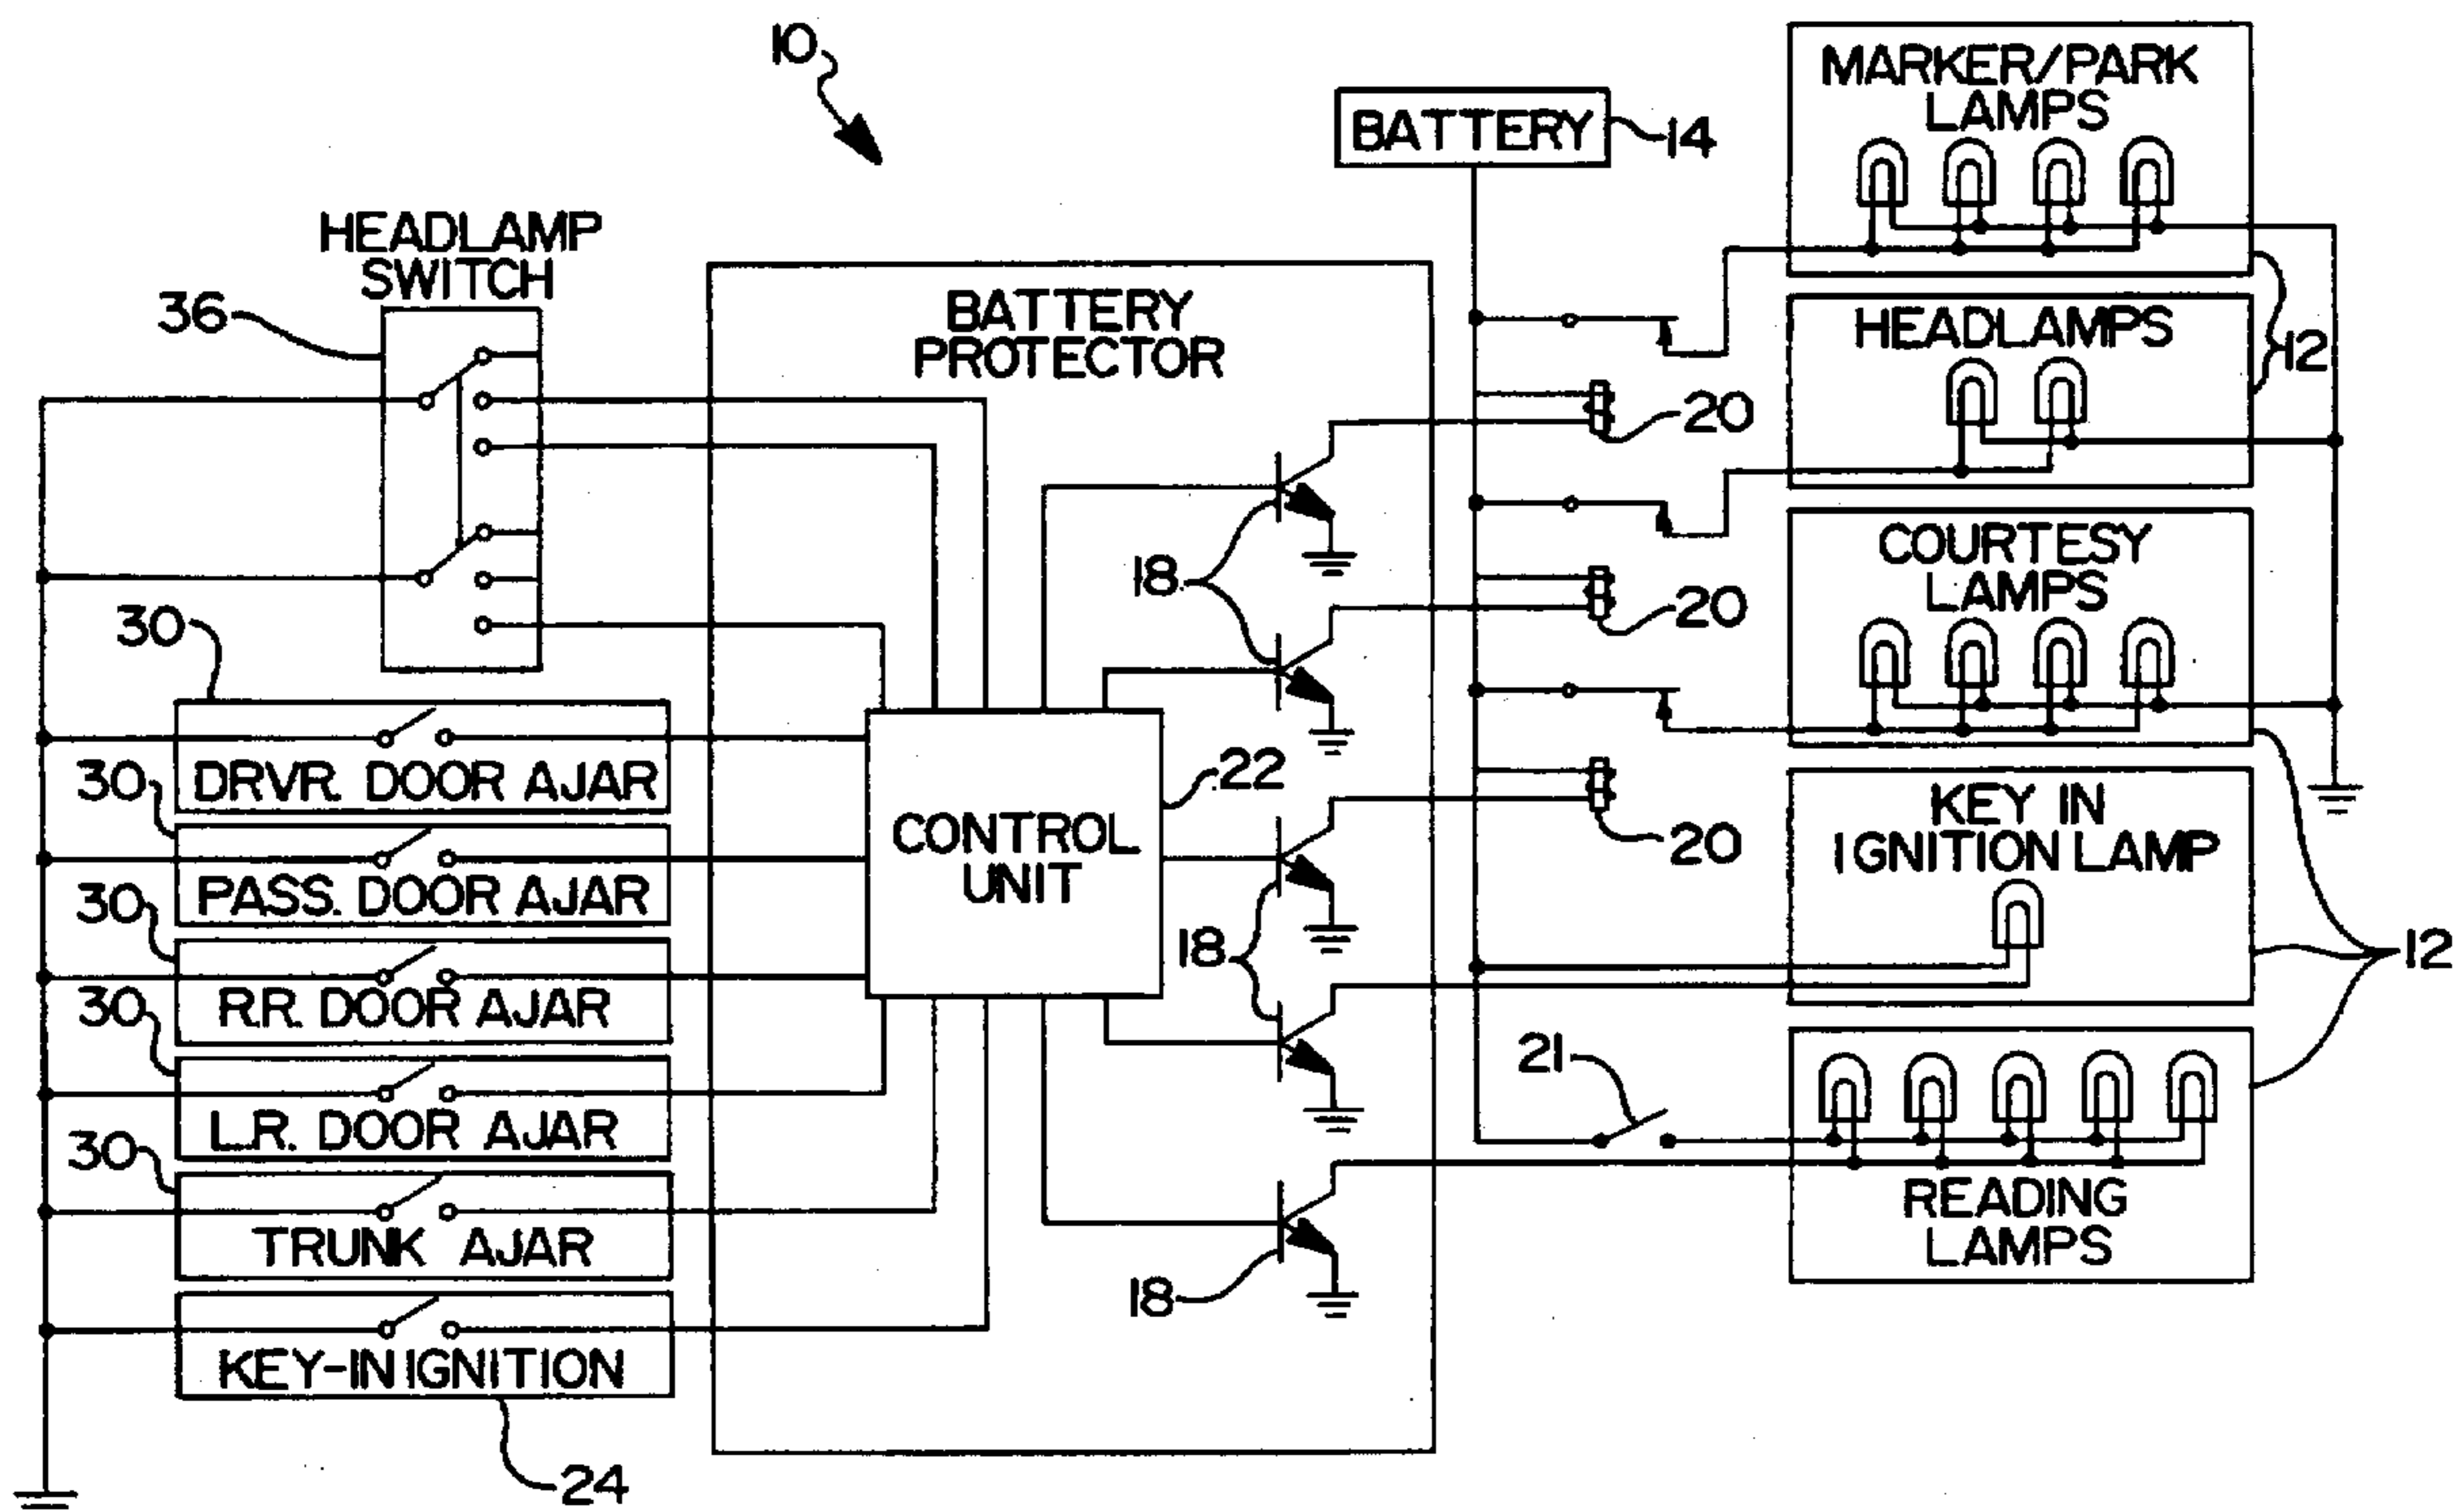 10
BATTERY
14
MARKER/PARK
LAMPS
HEADLAMP
SWITCH
36
BATTERY
PROTECTOR
HEADLAMPS
12
20
18
COURTESY
LAMPS
20
30
DRVR. DOOR AJAR
30
PASS. DOOR AJAR
30
R.R. DOOR AJAR
30
L.R. DOOR AJAR
30
TRUNK AJAR
KEY-IN IGNITION
24
CONTROL
UNIT
22
20
KEY IN
IGNITION LAMP
18
12
21
READING
LAMPS
18